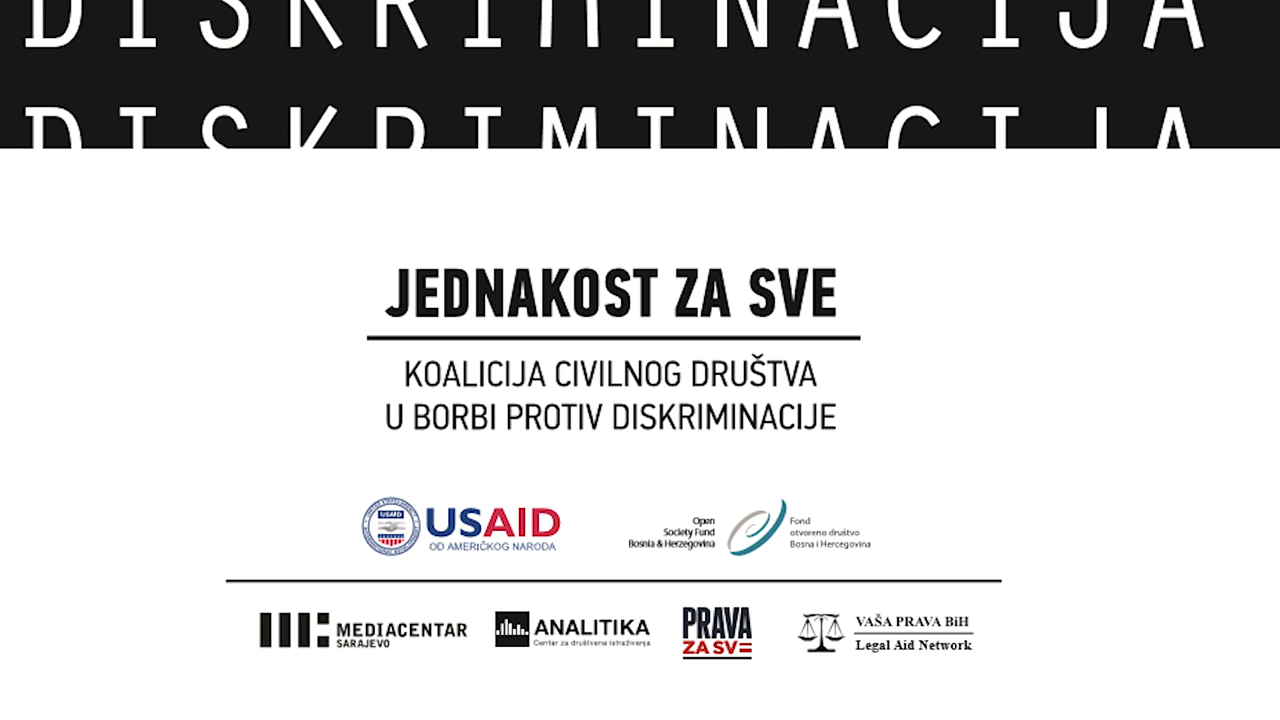 DISKRIMINACIJA
DISKRIMINACIJA
JEDNAKOST ZA SVE
KOALICIJA CIVILNOG DRUŠTVA
U BORBI PROTIV DISKRIMINACIJE
USAID
USAID
OD AMERIČKOG NARODA
Open
Society Fund
Bosnia & Herzegovina
Fond
otvoreno društvo
Bosna i Hercegovina
MEDIACENTAR
SARAJEVO
ANALITIKA
Centar za društvena istraživanja
PRAVA
ZA SVE
VAŠA PRAVA BiH
Legal Aid Network